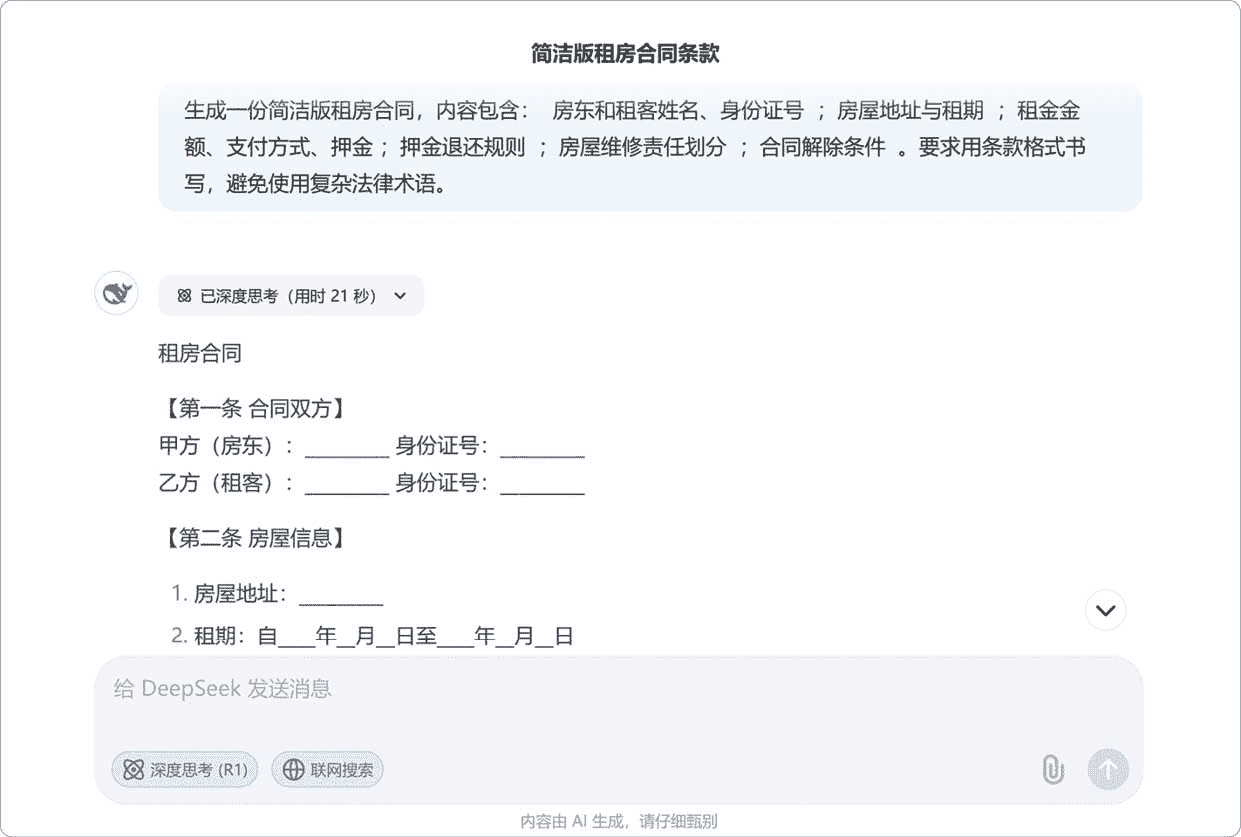 简洁版租房合同条款
生成一份简洁版租房合同，内容包含： 房东和租客姓名、身份证号 ；房屋地址与租期 ；租金金
额、支付方式、押金 ；押金退还规则 ；房屋维修责任划分 ；合同解除条件 。要求用条款格式书
写，避免使用复杂法律术语。
已深度思考（用时 21 秒）
租房合同
【第一条 合同双方】
甲方（房东）：________ 身份证号：________
乙方（租客）：________ 身份证号：________
【第二条 房屋信息】
1. 房屋地址：________
2. 租期：自____年__月__日至____年__月__日
给 DeepSeek 发送消息
深度思考 (R1) 联网搜索
内容由 AI 生成，请仔细甄别